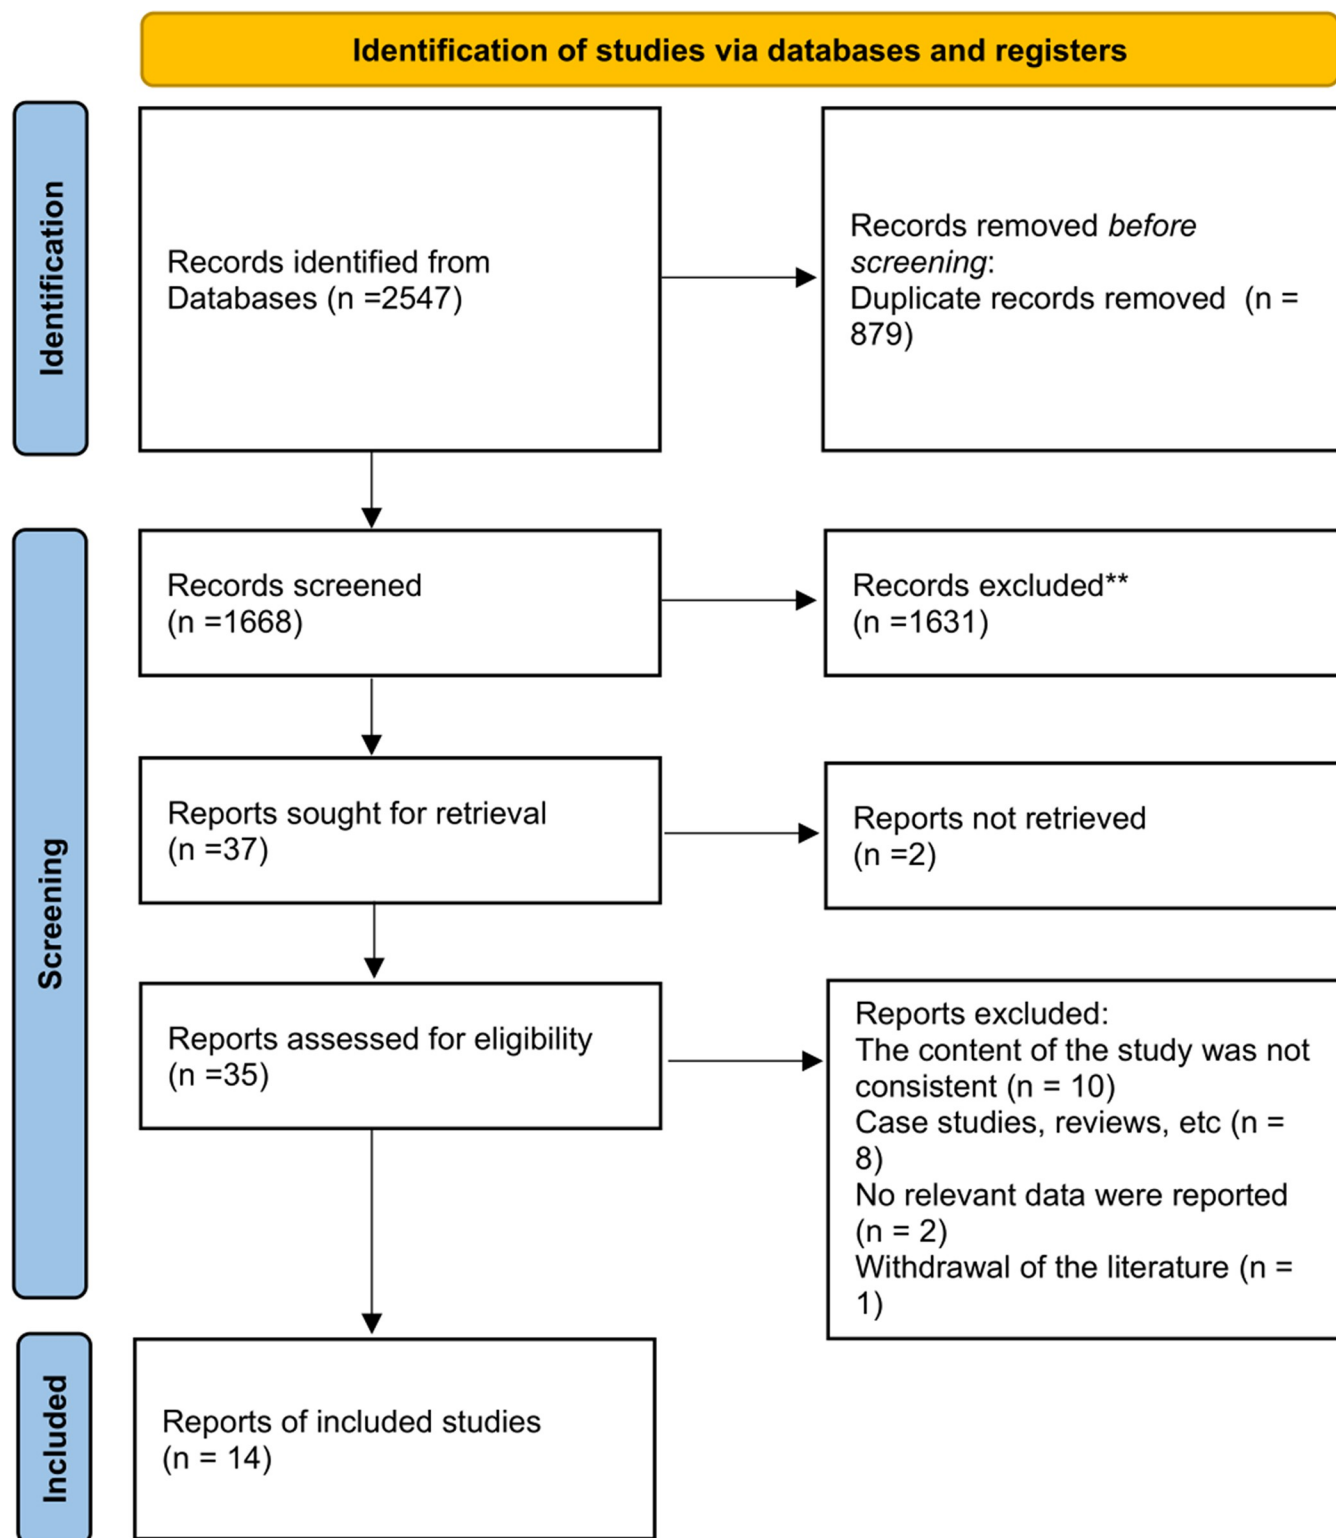 Identification of studies via databases and registers
Identification
Records identified from
Databases (n =2547)
Records removed before
screening:
Duplicate records removed  (n =
879)
Screening
Records screened
(n =1668)
Records excluded**
(n =1631)
Reports sought for retrieval
(n =37)
Reports not retrieved
(n =2)
Reports assessed for eligibility
(n =35)
Reports excluded:
The content of the study was not
consistent (n = 10)
Case studies, reviews, etc (n =
8)
No relevant data were reported
(n = 2)
Withdrawal of the literature (n =
1)
Included
Reports of included studies
(n = 14)